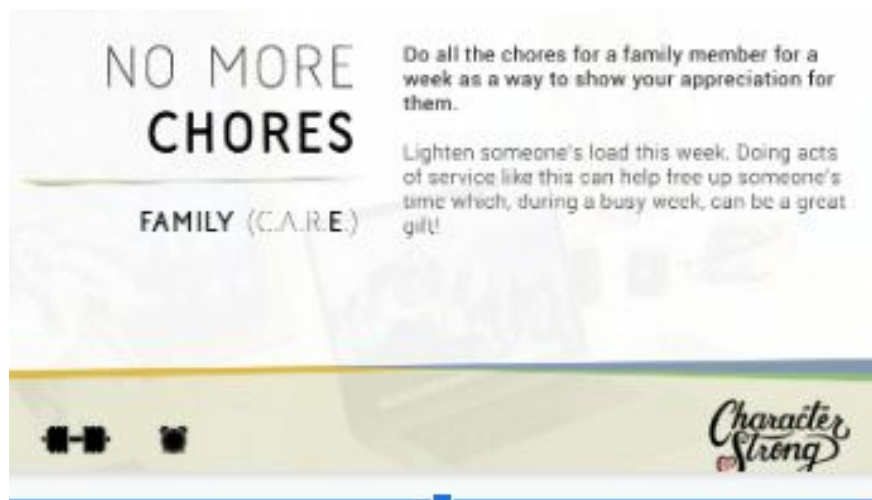 NO MORE
CHORES
FAMILY (C.A.R.E.)
Do all the chores for a family member for a
week as a way to show your appreciation for
them.
Lighten someone's load this week. Doing acts
of service like this can help free up someone's
time which, during a busy week, can be a great
gift!
Character
Strong